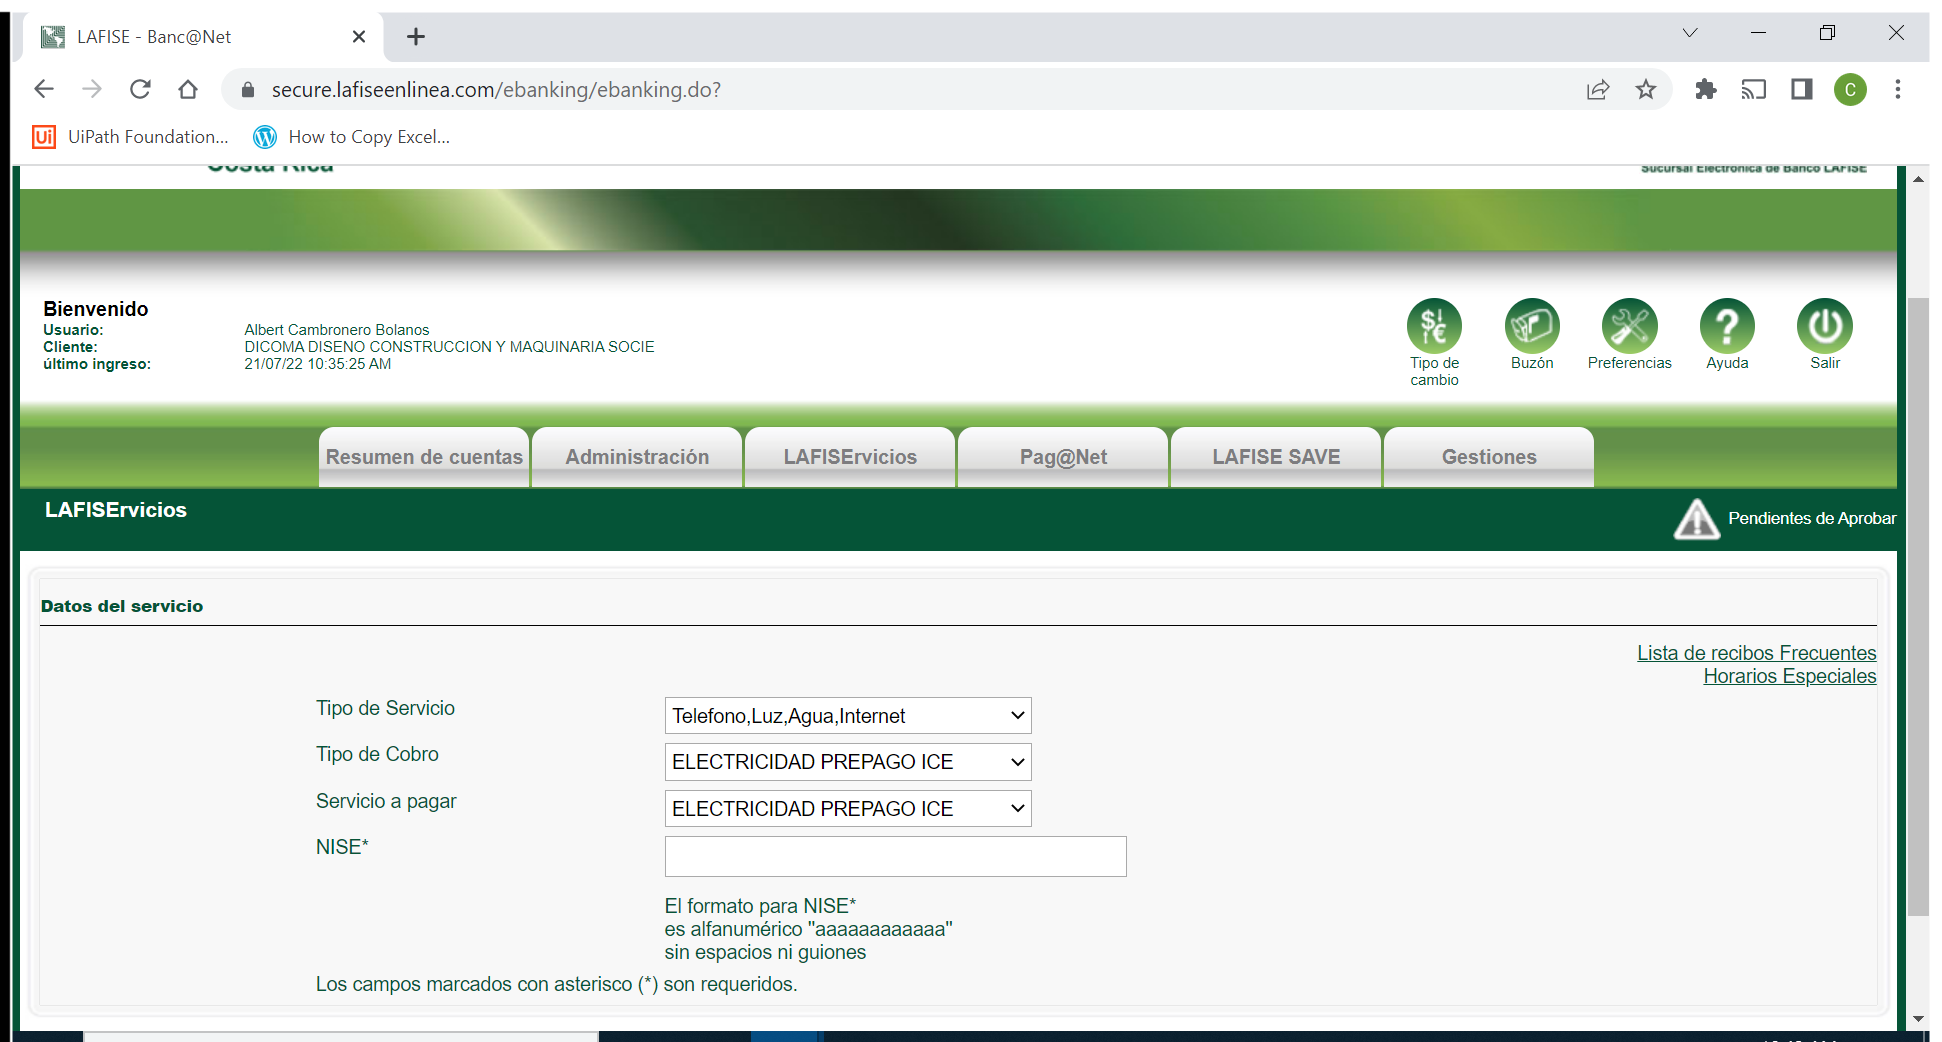 LAFISE - Banc@Net
secure.lafiseenlinea.com/ebanking/ebanking.do?
C
Ui UiPath Foundation...
How to Copy Excel...
Costa Rica
Sucursal Electrónica de Banco LAFISE
Bienvenido
Usuario: Albert Cambronero Bolanos
Cliente: DICOMA DISENO CONSTRUCCION Y MAQUINARIA SOCIE
último ingreso: 21/07/22 10:35:25 AM
Tipo de cambio
Buzón
Preferencias
Ayuda
Salir
Resumen de cuentas
Administración
LAFISErvicios
Pag@Net
LAFISE SAVE
Gestiones
LAFISErvicios
Pendientes de Aprobar
Datos del servicio
Lista de recibos Frecuentes
Horarios Especiales
Tipo de Servicio Telefono,Luz,Agua,Internet
Tipo de Cobro ELECTRICIDAD PREPAGO ICE
Servicio a pagar ELECTRICIDAD PREPAGO ICE
NISE*
El formato para NISE*
es alfanumérico "aaaaaaaaaaaa"
sin espacios ni guiones
Los campos marcados con asterisco (*) son requeridos.